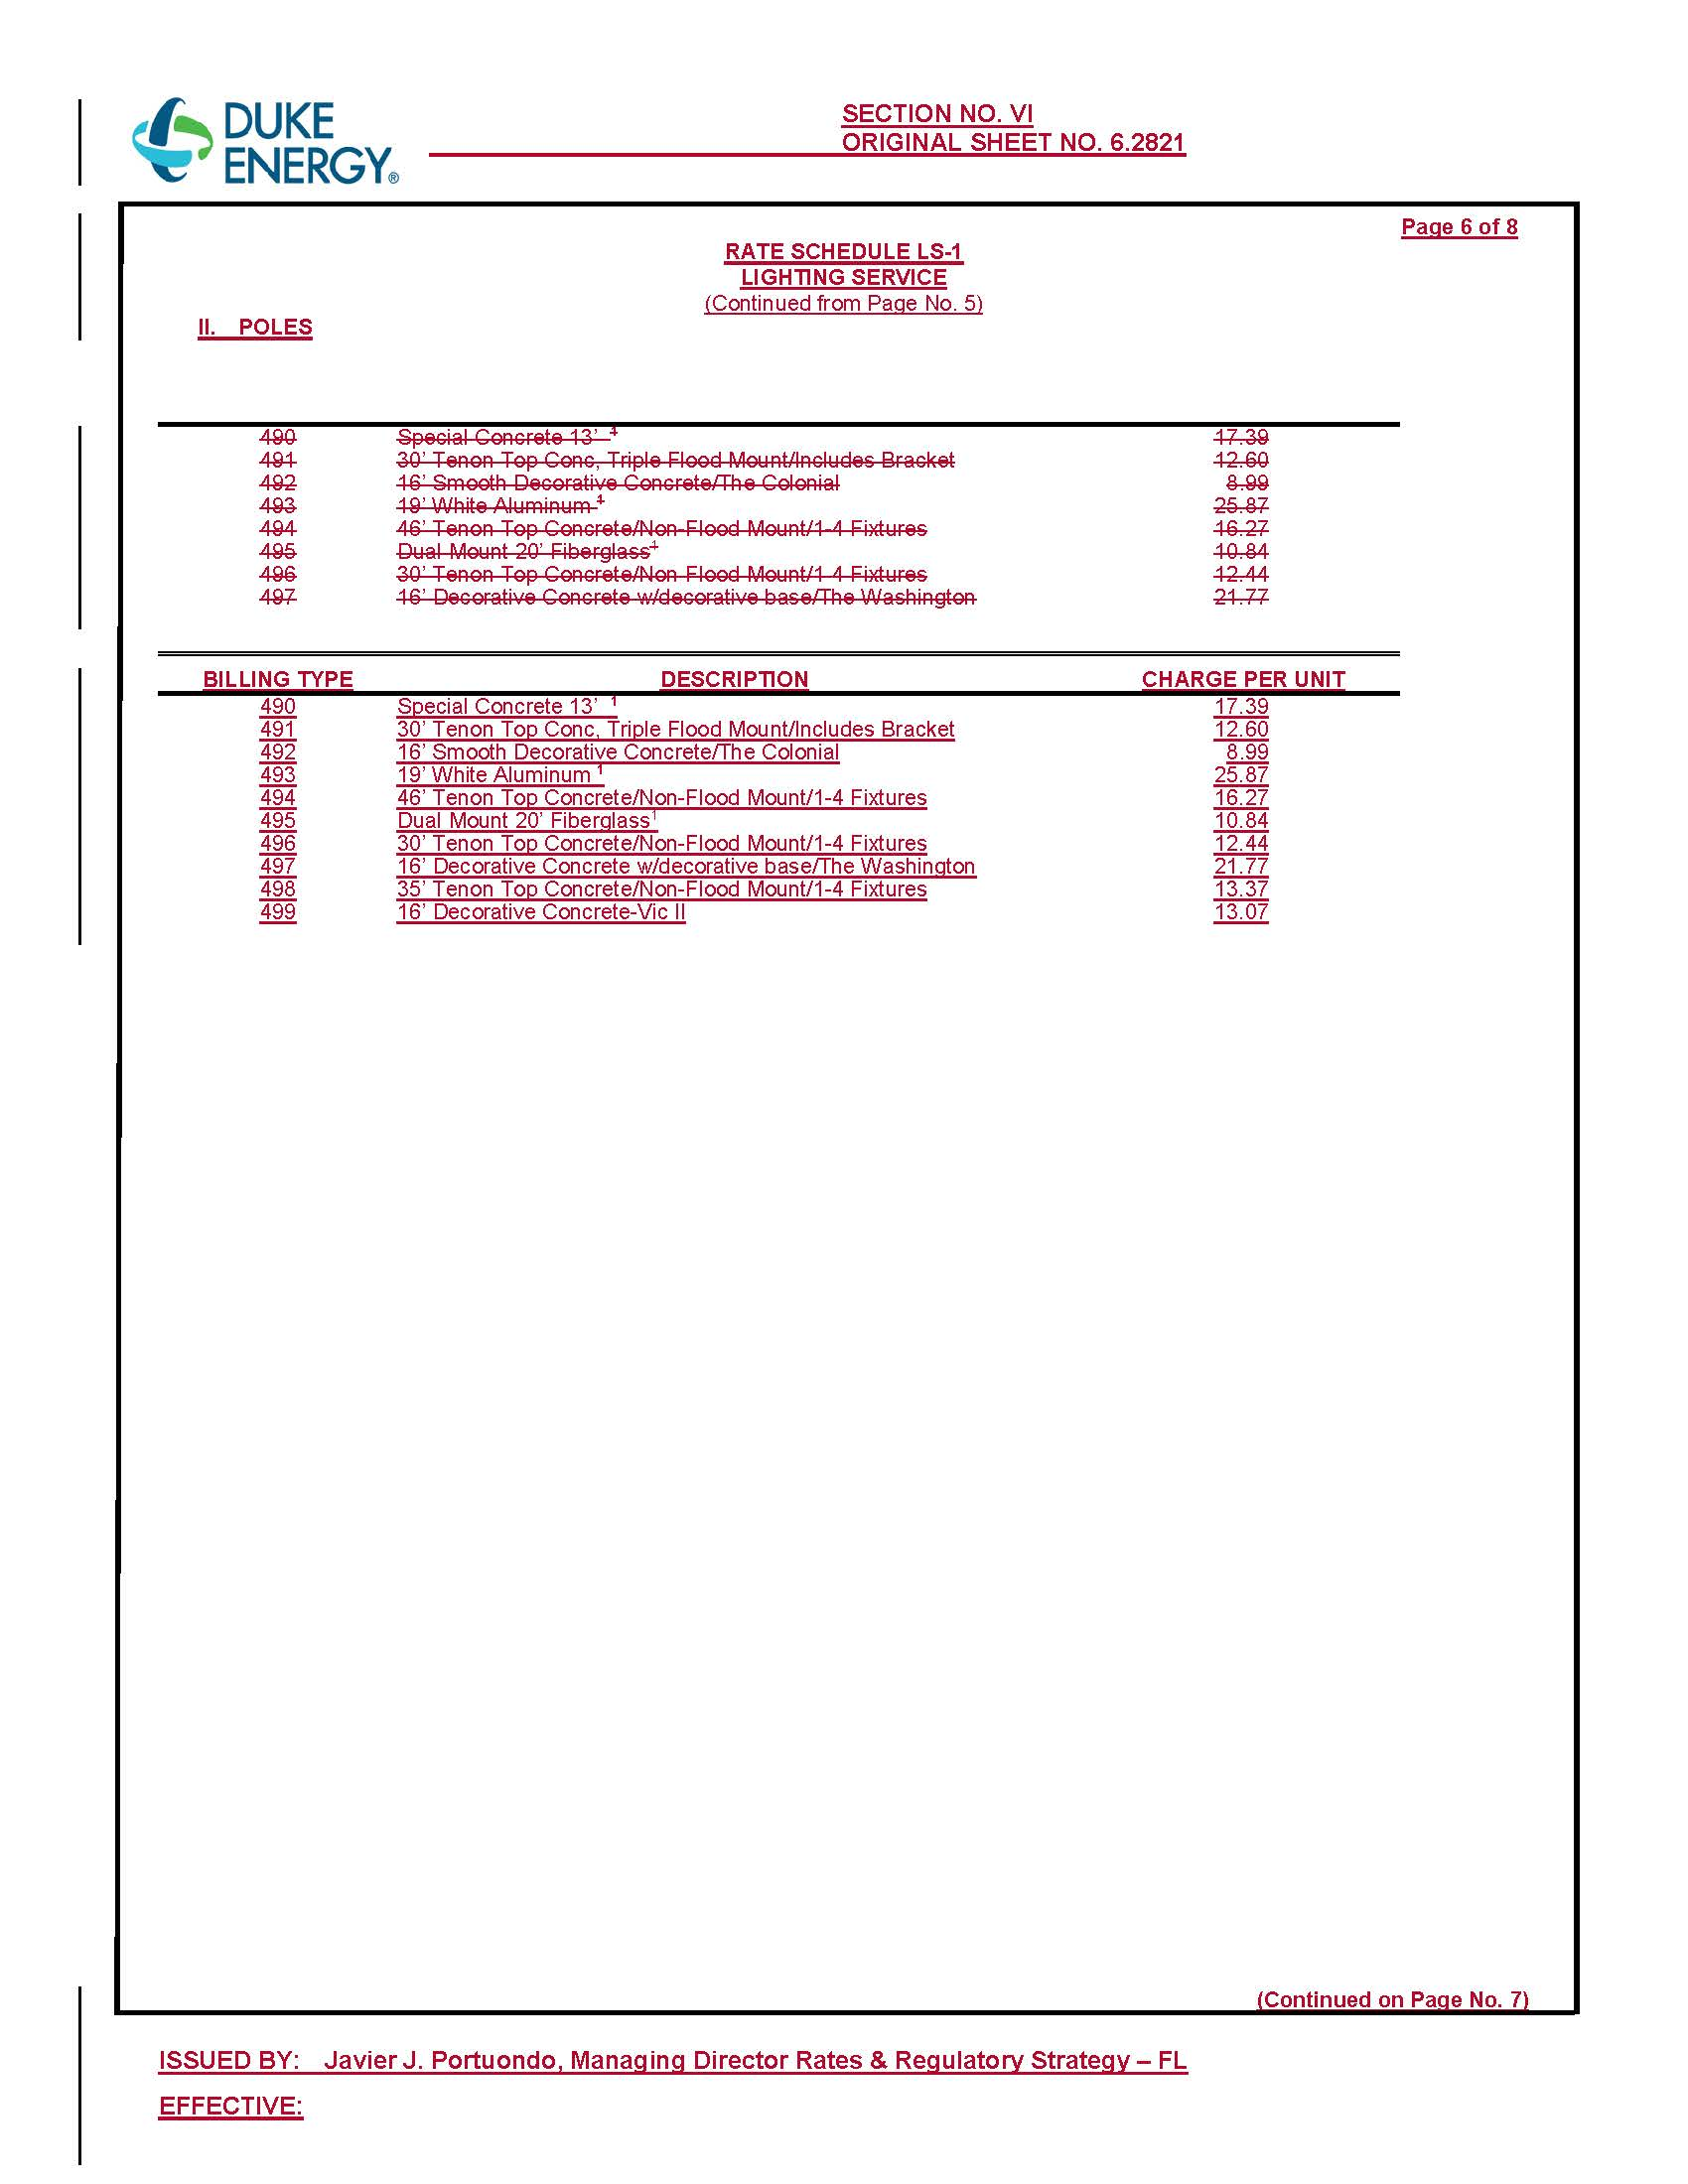 DUKE
ENERGY®
SECTION NO. VI
ORIGINAL SHEET NO. 6.2821
Page 6 of 8
RATE SCHEDULE LS-1
LIGHTING SERVICE
(Continued from Page No. 5)
II. POLES
490 Special Concrete 13’ 1 17.39
491 30’ Tenon Top Conc, Triple Flood Mount/Includes Bracket 12.60
492 16’ Smooth Decorative Concrete/The Colonial 8.99
493 19’ White Aluminum 1 25.87
494 46’ Tenon Top Concrete/Non-Flood Mount/1-4 Fixtures 16.27
495 Dual Mount 20’ Fiberglass1 10.84
496 30’ Tenon Top Concrete/Non-Flood Mount/1-4 Fixtures 12.44
497 16’ Decorative Concrete w/decorative base/The Washington 21.77
BILLING TYPE DESCRIPTION CHARGE PER UNIT
490 Special Concrete 13’ 1 17.39
491 30’ Tenon Top Conc, Triple Flood Mount/Includes Bracket 12.60
492 16’ Smooth Decorative Concrete/The Colonial 8.99
493 19’ White Aluminum 1 25.87
494 46’ Tenon Top Concrete/Non-Flood Mount/1-4 Fixtures 16.27
495 Dual Mount 20’ Fiberglass1 10.84
496 30’ Tenon Top Concrete/Non-Flood Mount/1-4 Fixtures 12.44
497 16’ Decorative Concrete w/decorative base/The Washington 21.77
498 35’ Tenon Top Concrete/Non-Flood Mount/1-4 Fixtures 13.37
499 16’ Decorative Concrete-Vic II 13.07
(Continued on Page No. 7)
ISSUED BY: Javier J. Portuondo, Managing Director Rates & Regulatory Strategy – FL
EFFECTIVE: